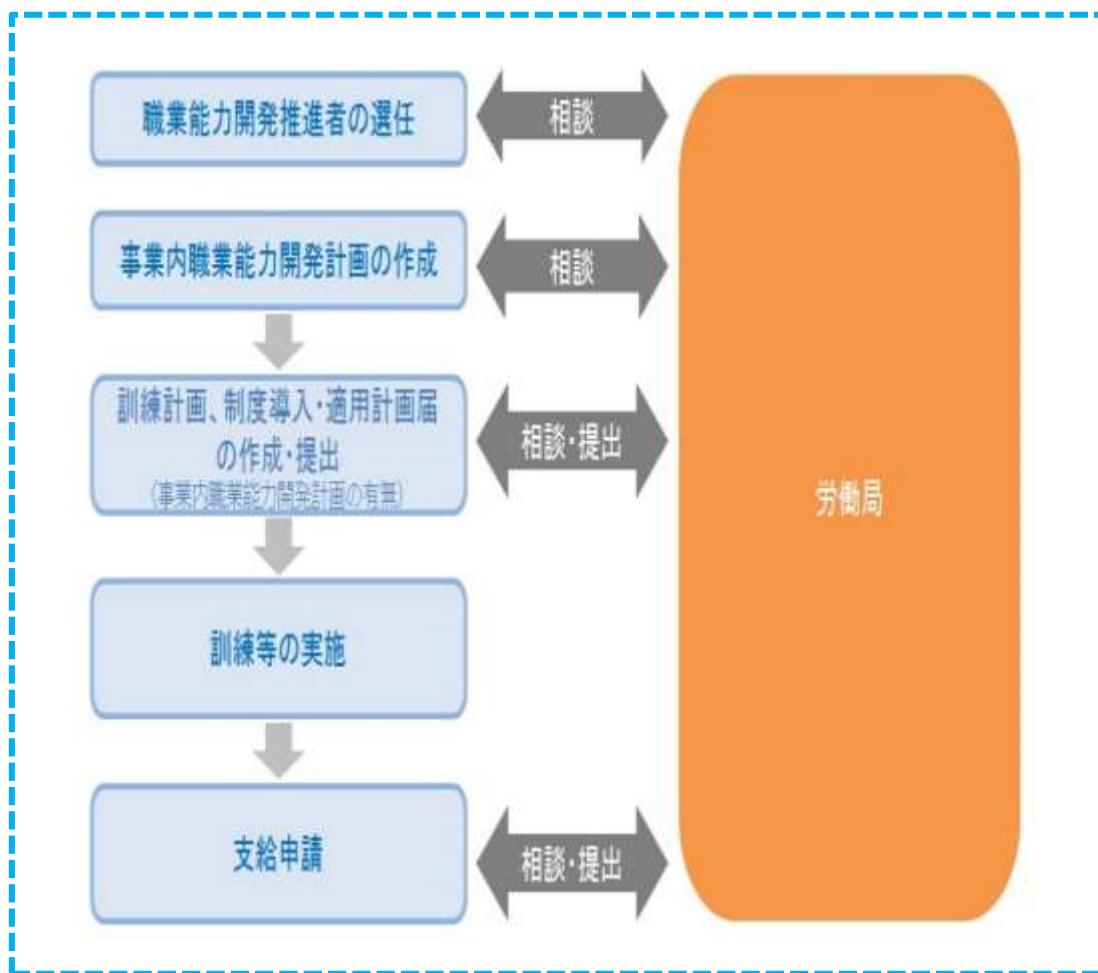 職業能力開発推進者の選任
相談
事業内職業能力開発計画の作成
相談
訓練計画、制度導入・適用計画届
の作成・提出
(事業内職業能力開発計画の有無)
相談・提出
労働局
訓練等の実施
支給申請
相談・提出